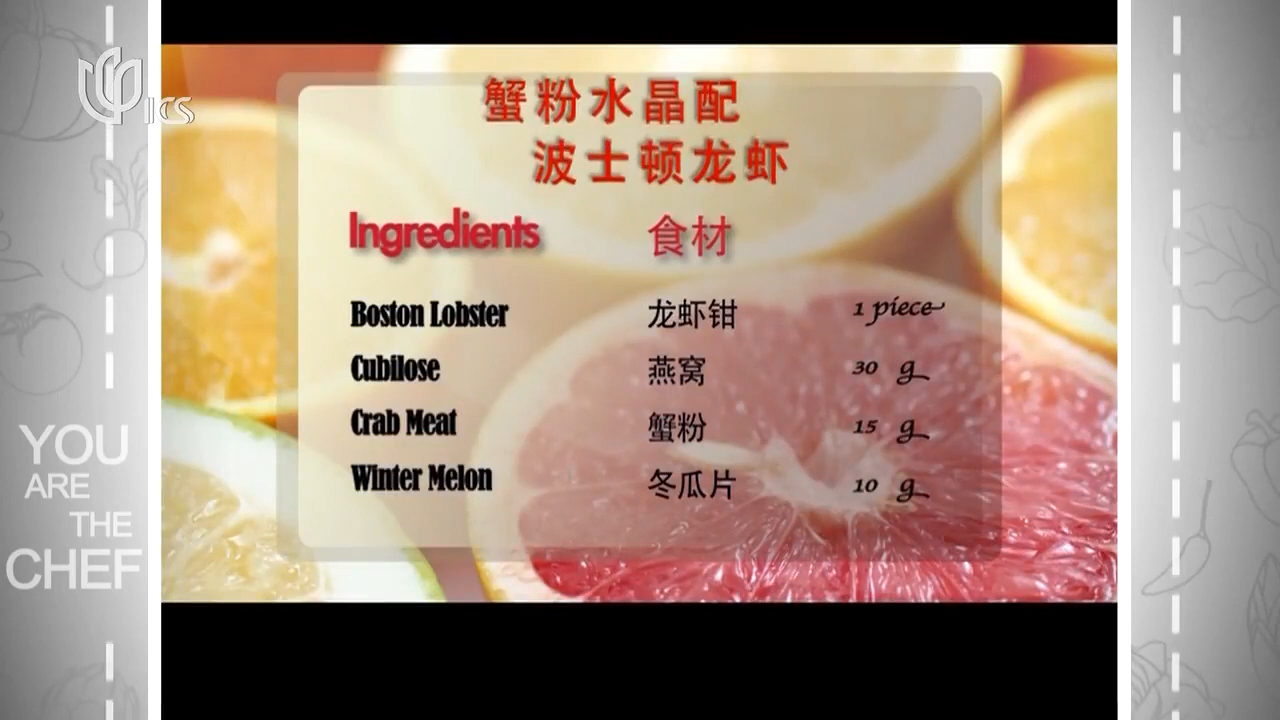 ICS
蟹粉水晶配
波士顿龙虾
Ingredients 食材
Boston Lobster 龙虾钳 1 piece
Cubilose 燕窝 30 g
Crab Meat 蟹粉 15 g
Winter Melon 冬瓜片 10 g
YOU
ARE
THE
CHEF